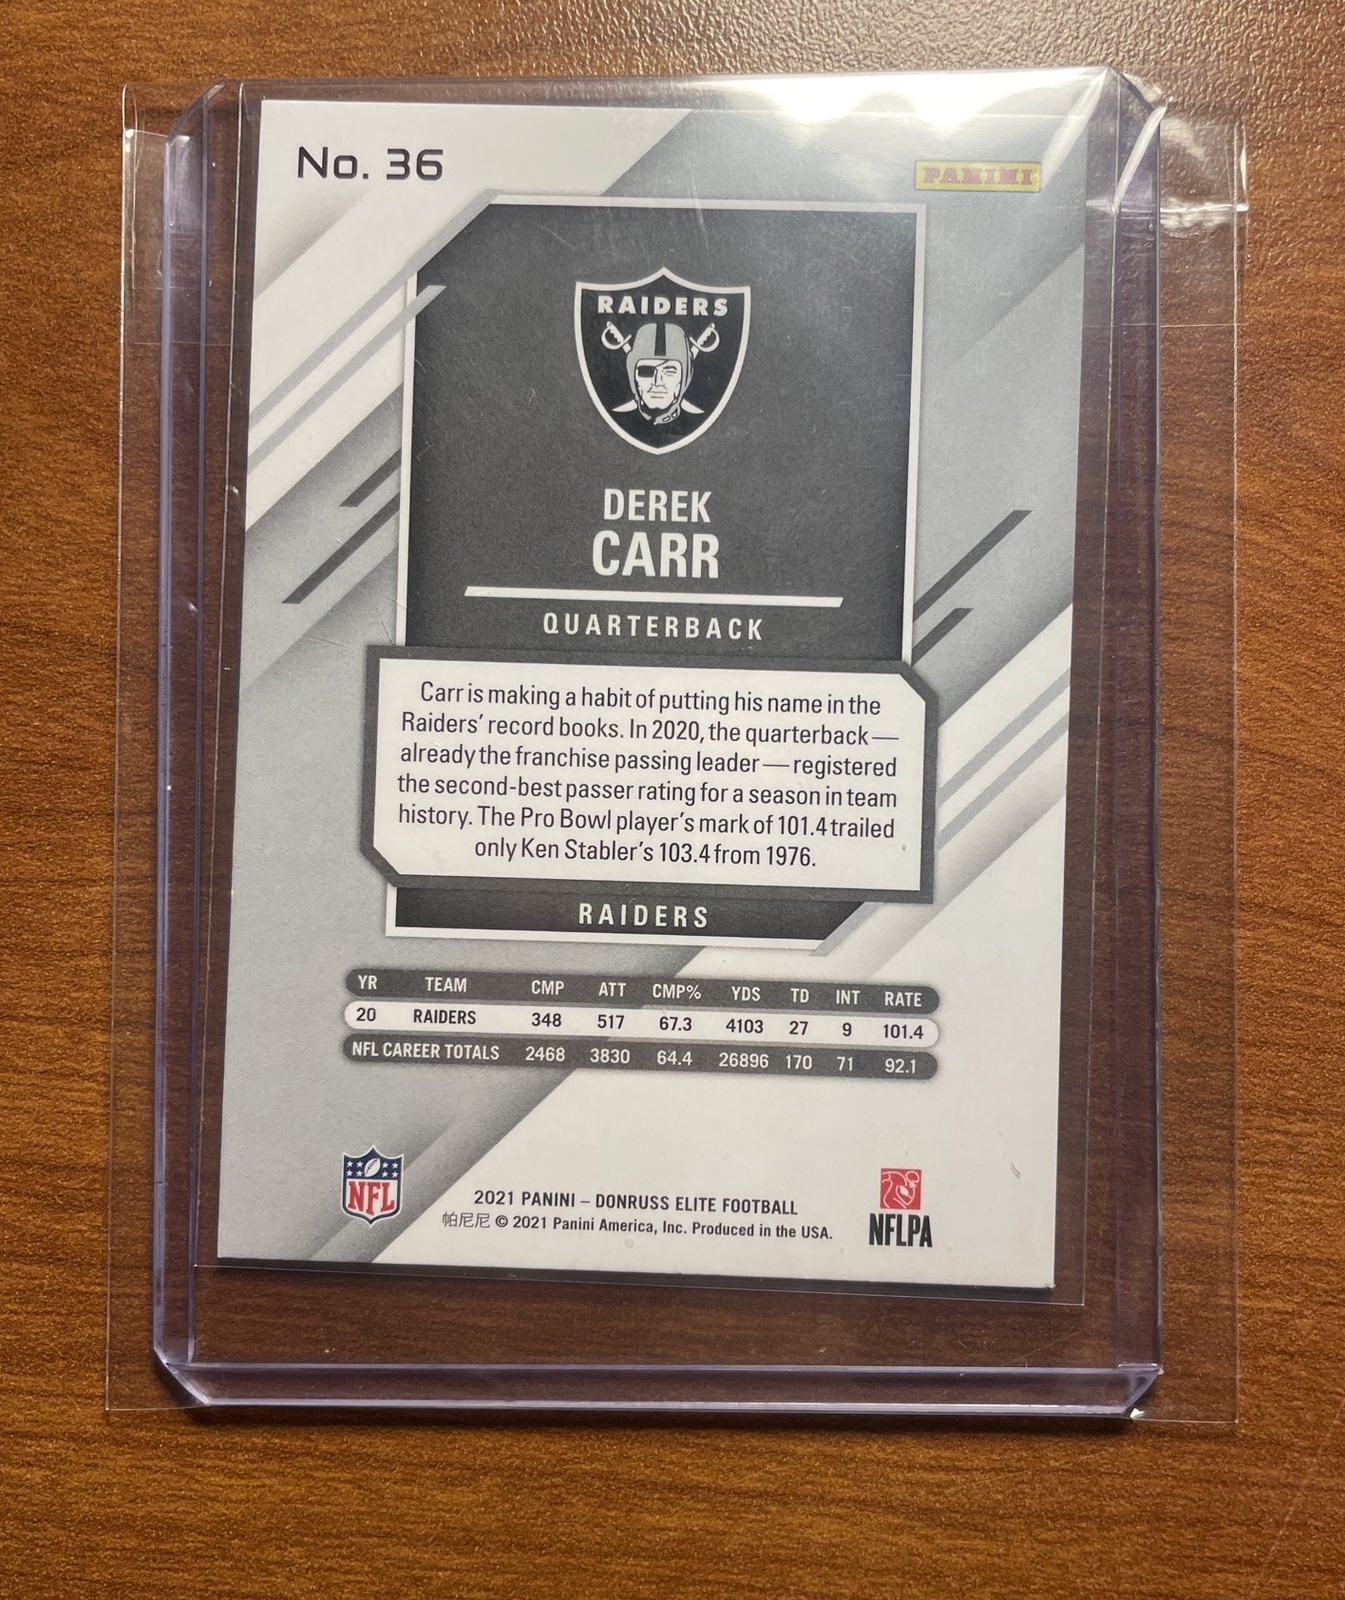 No. 36
PANINI
RAIDERS
DEREK
CARR
QUARTERBACK
Carr is making a habit of putting his name in the
Raiders' record books. In 2020, the quarterback —
already the franchise passing leader — registered
the second-best passer rating for a season in team
history. The Pro Bowl player's mark of 101.4 trailed
only Ken Stabler's 103.4 from 1976.
RAIDERS
YR TEAM CMP ATT CMP% YDS TD INT RATE
20 RAIDERS 348 517 67.3 4103 27 9 101.4
NFL CAREER TOTALS 2468 3830 64.4 26896 170 71 92.1
NFL
2021 PANINI – DONRUSS ELITE FOOTBALL
帕尼尼 © 2021 Panini America, Inc. Produced in the USA.
NFLPA